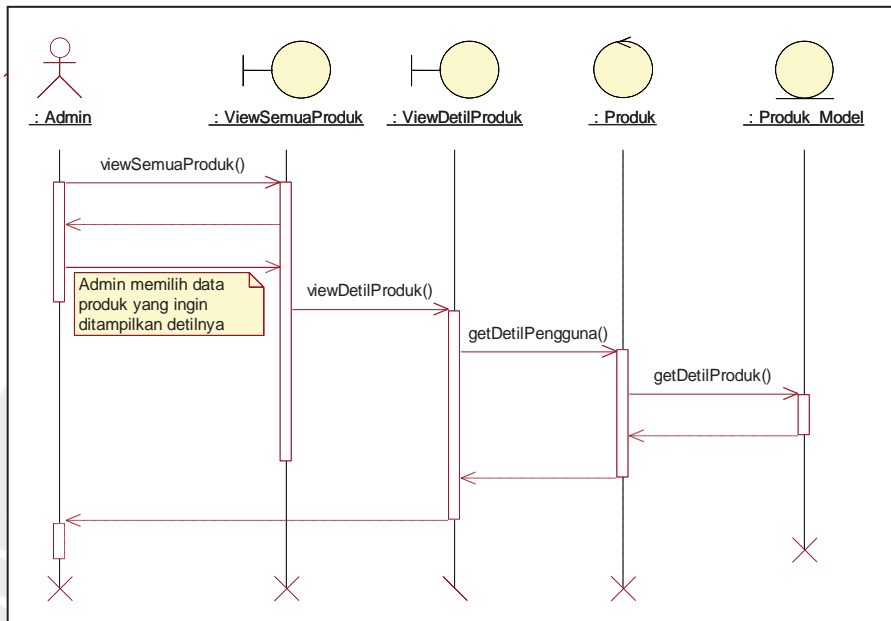 : Admin
: ViewSemuaProduk
: ViewDetilProduk
: Produk
: Produk_Model
viewSemuaProduk()
Admin memilih data
produk yang ingin
ditampilkan detilnya
viewDetilProduk()
getDetilPengguna()
getDetilProduk()